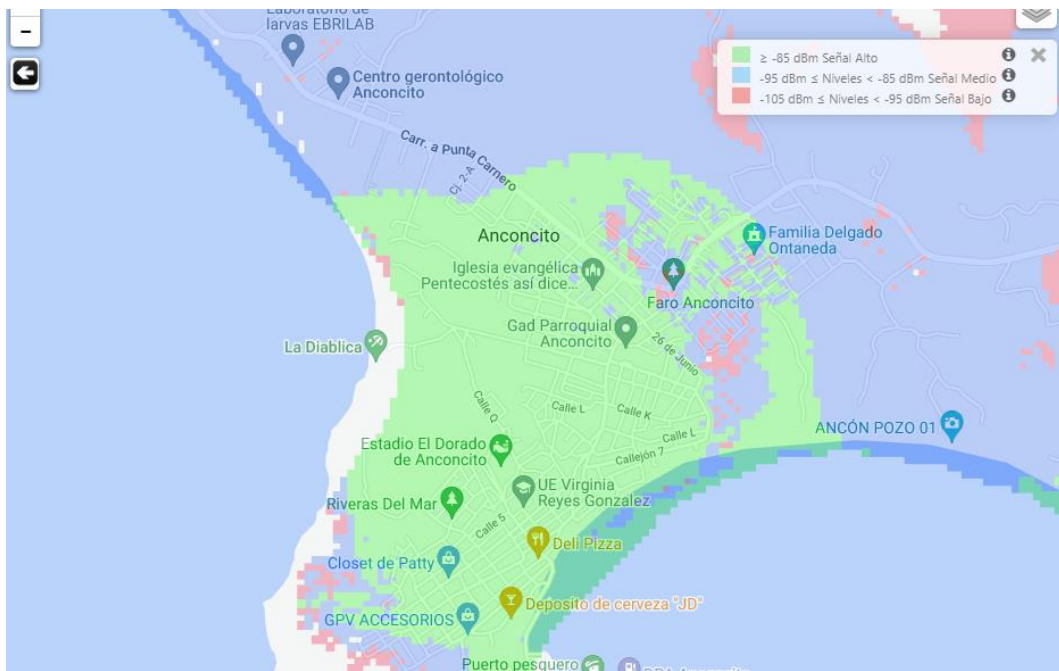 Laboratorio de
larvas EBRILAB
Centro gerontológico
Anconcito
≥ -85 dBm Señal Alto
-95 dBm ≤ Niveles < -85 dBm Señal Medio
-105 dBm ≤ Niveles < -95 dBm Señal Bajo
Carr. a Punta Carnero
Cj. 2-A
Anconcito
Familia Delgado
Ontaneda
Iglesia evangélica
Pentecostés así dice...
Faro Anconcito
Gad Parroquial
Anconcito
26 de Junio
La Diablica
Calle Q
Calle L
Calle K
Calle L
Callejón 7
ANCÓN POZO 01
Estadio El Dorado
de Anconcito
UE Virginia
Reyes Gonzalez
Riveras Del Mar
Calle 5
Deli Pizza
Closet de Patty
Deposito de cerveza "JD"
GPV ACCESORIOS
Puerto pesquero